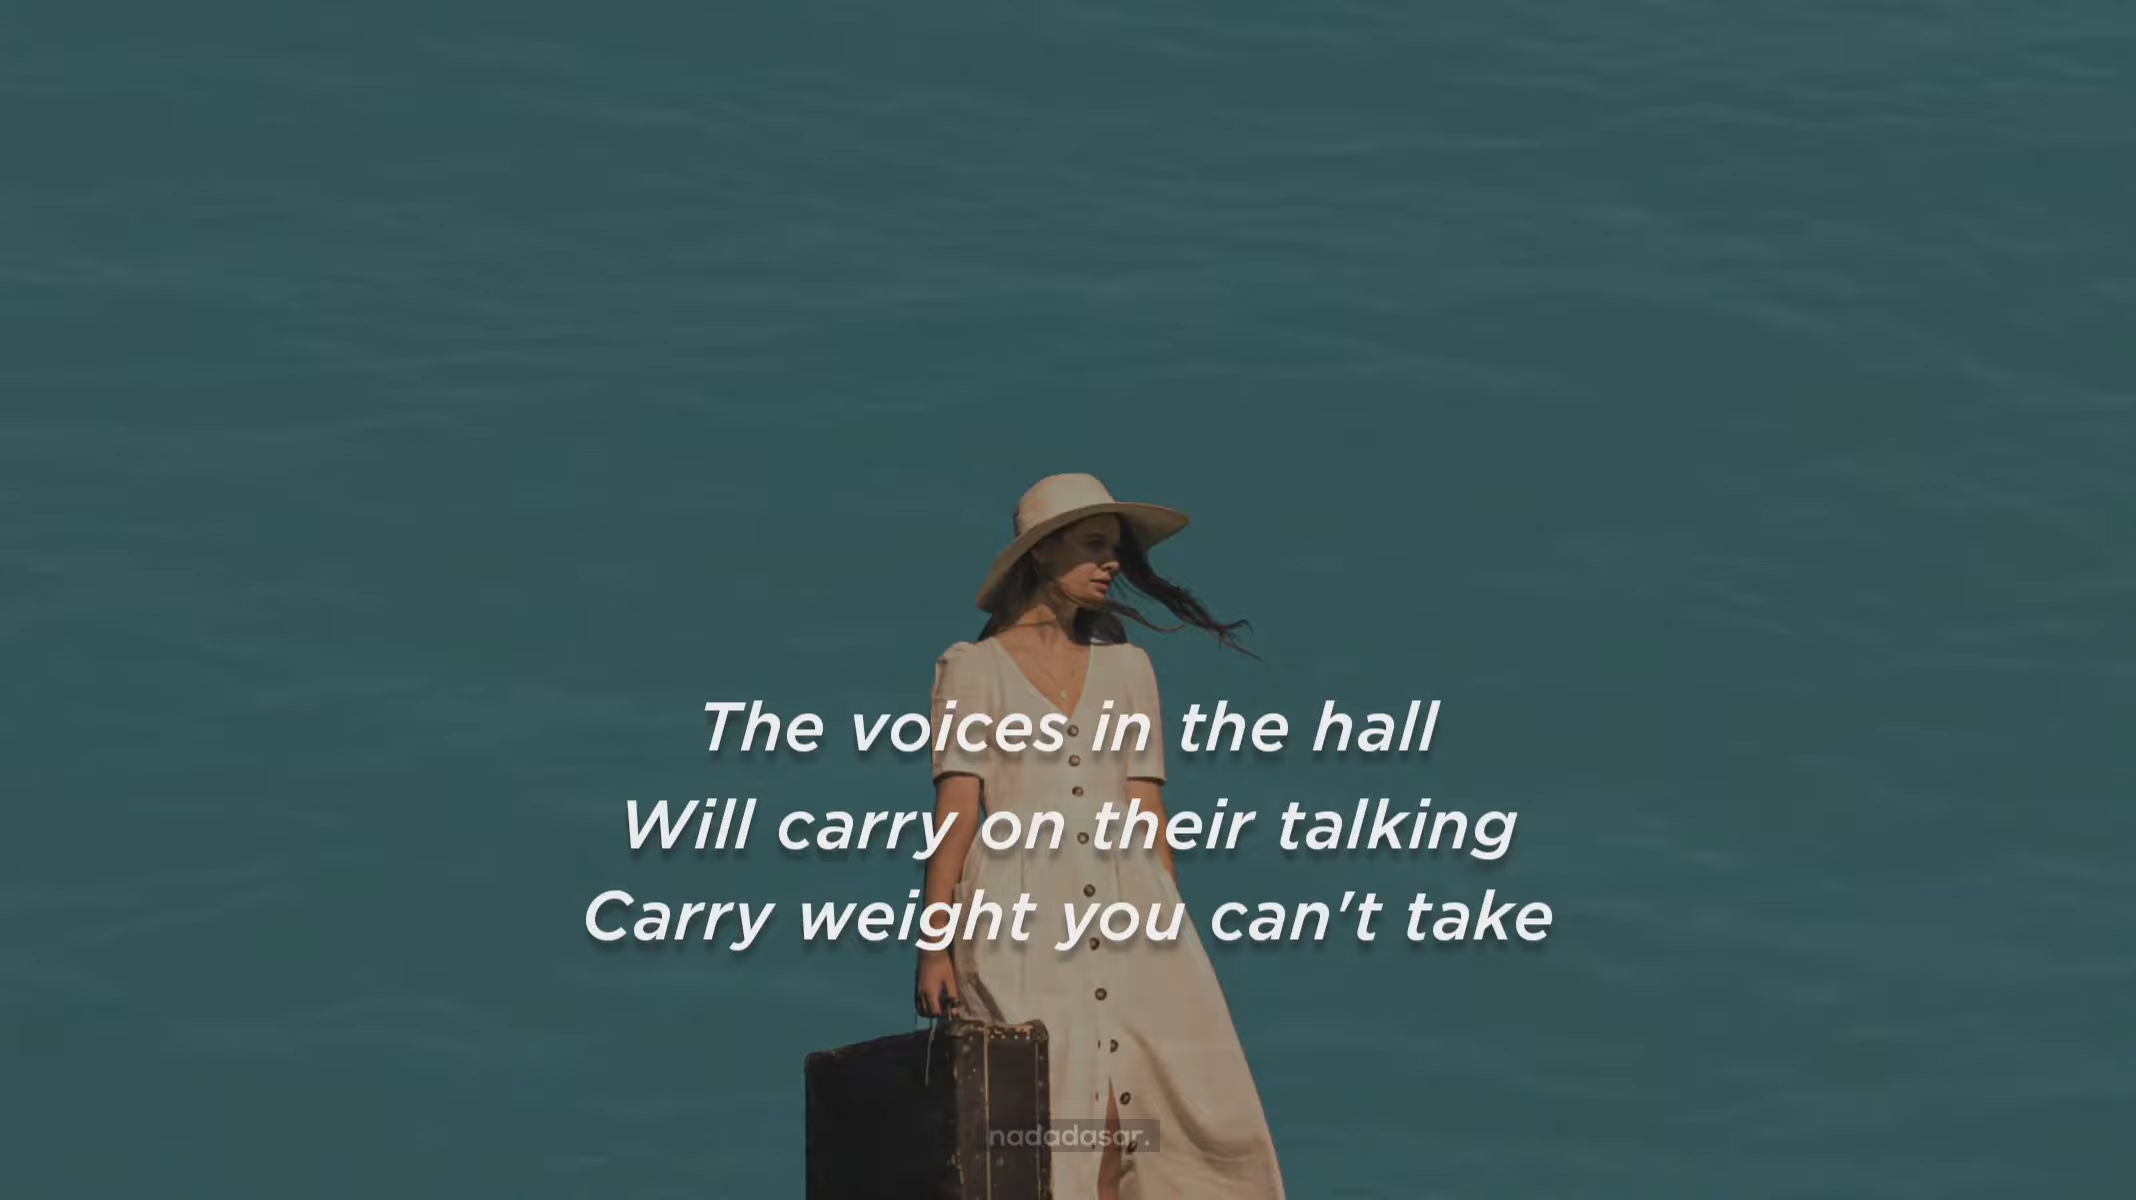 The voices in the hall
Will carry on their talking
Carry weight you can't take
nadadasar.